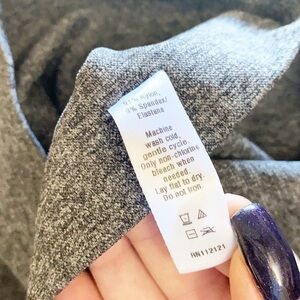 Nylon,
Spandex/
Elastane
Machine
wash cold,
gentle cycle.
Only non-chlorine
bleach when
needed.
Lay flat to dry.
Do not iron.
RN112121